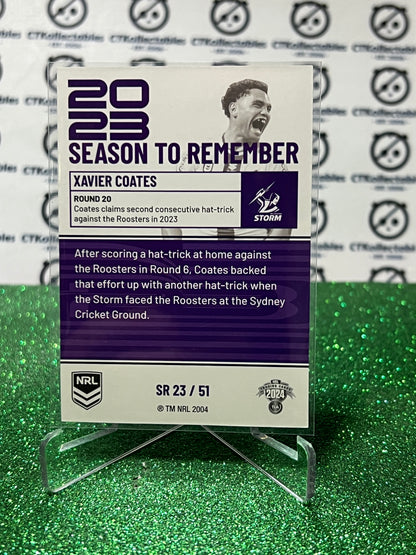 CTKollectables
CTKollectables
CTKollectables
2023
SEASON TO REMEMBER
XAVIER COATES
ROUND 20
Coates claims second consecutive hat-trick
against the Roosters in 2023
STORM
After scoring a hat-trick at home against
the Roosters in Round 6, Coates backed
that effort up with another hat-trick when
the Storm faced the Roosters at the Sydney
Cricket Ground.
NRL
SR 23 / 51
® TM NRL 2004
2024